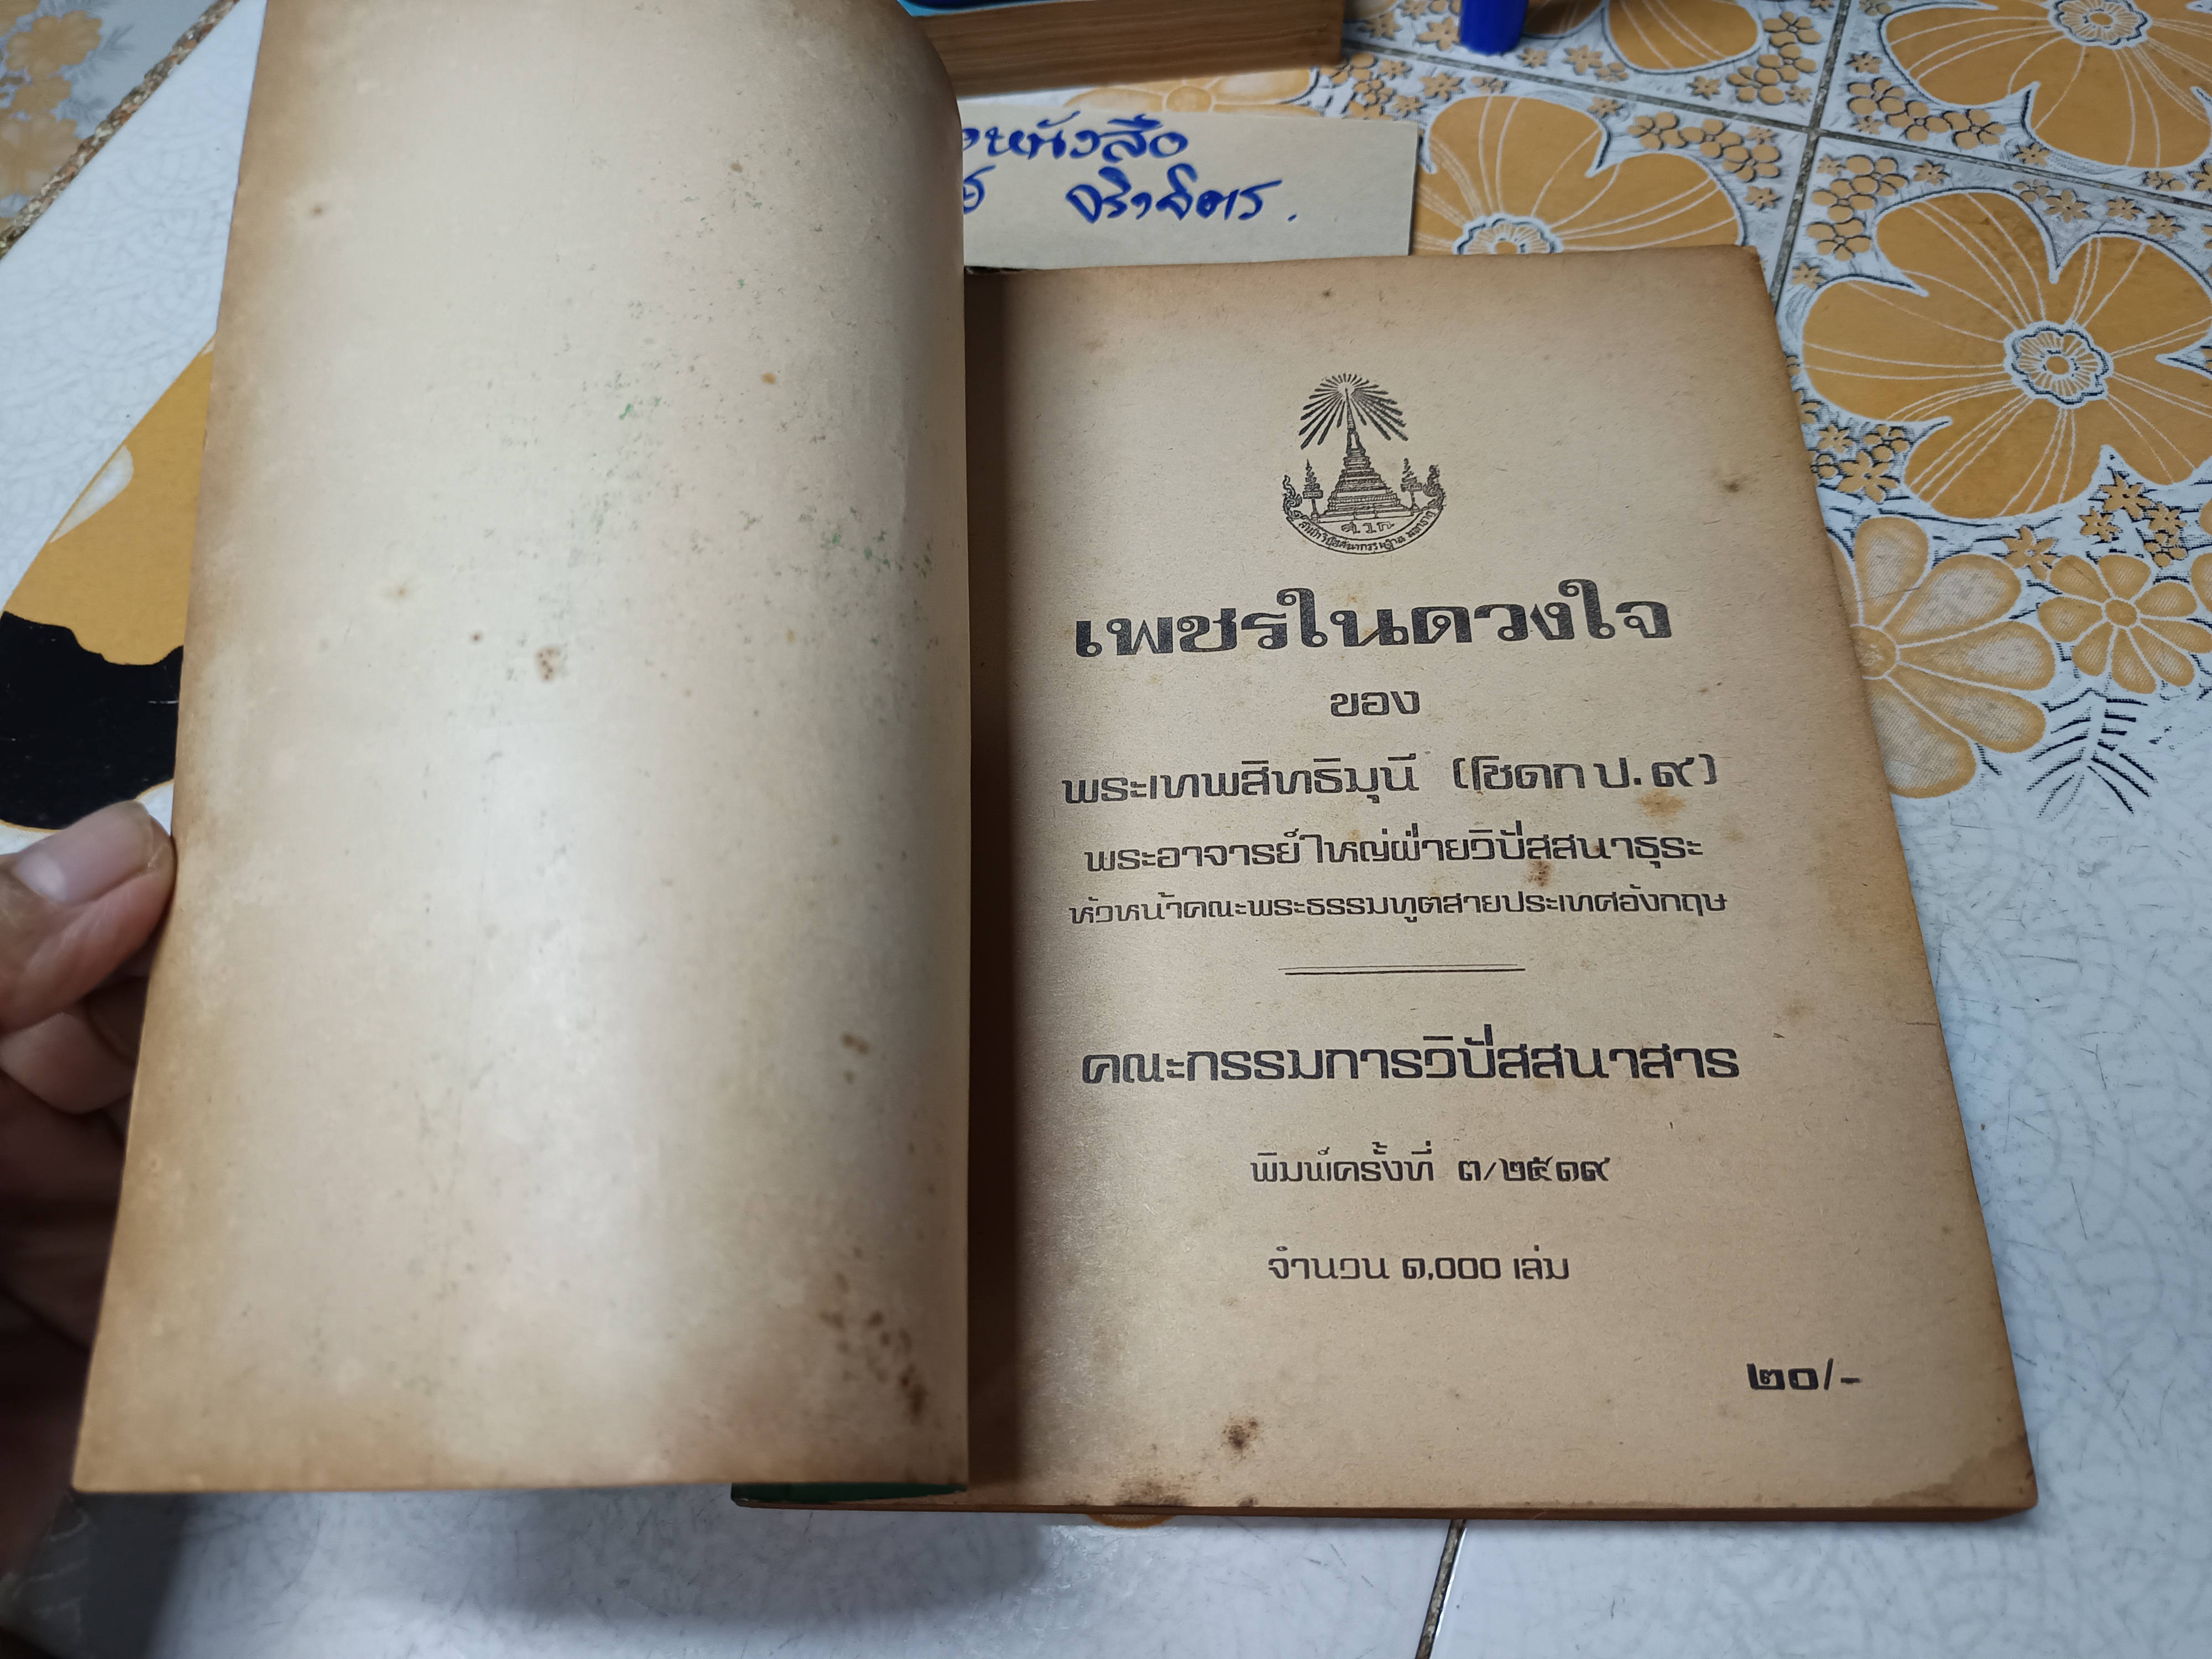 หนังสือ
ส.ว.ก
เพชรในดวงใจ
ของ
พระเทพสิทธิมุนี (โชดก ป.๙)
พระอาจารย์ใหญ่ฝ่ายวิปัสสนาธุระ
หัวหน้าคณะพระธรรมทูตสายประเทศอังกฤษ
คณะกรรมการวิปัสสนาสาร
พิมพ์ครั้งที่ ๓/๒๕๑๙
จำนวน ๑,๐๐๐ เล่ม
๒๐/-